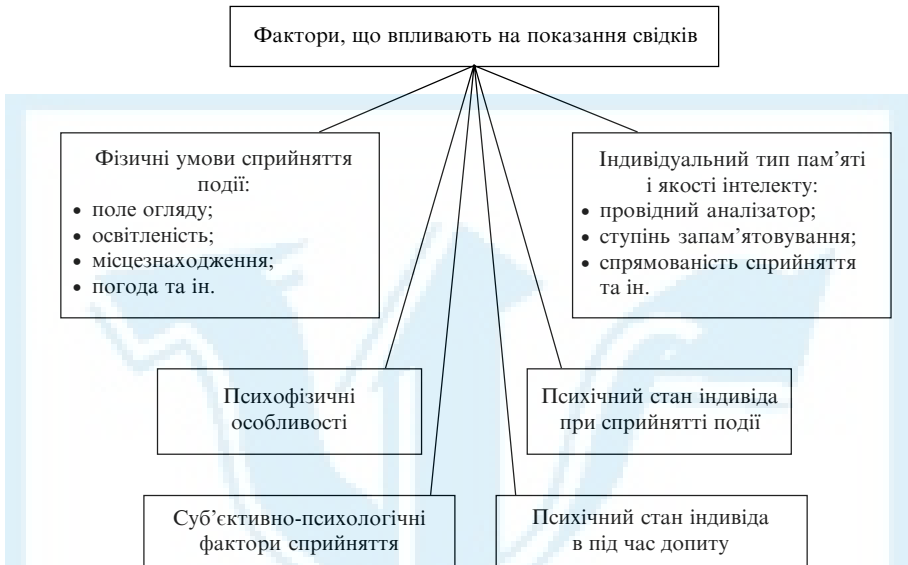 Фактори, що впливають на показання свідків
Фізичні умови сприйняття
події:
• поле огляду;
• освітленість;
• місцезнаходження;
• погода та ін.
Індивідуальний тип пам’яті
і якості інтелекту:
• провідний аналізатор;
• ступінь запам’ятовування;
• спрямованість сприйняття
та ін.
Психофізичні
особливості
Психічний стан індивіда
при сприйнятті події
Суб’єктивно-психологічні
фактори сприйняття
Психічний стан індивіда
в під час допиту